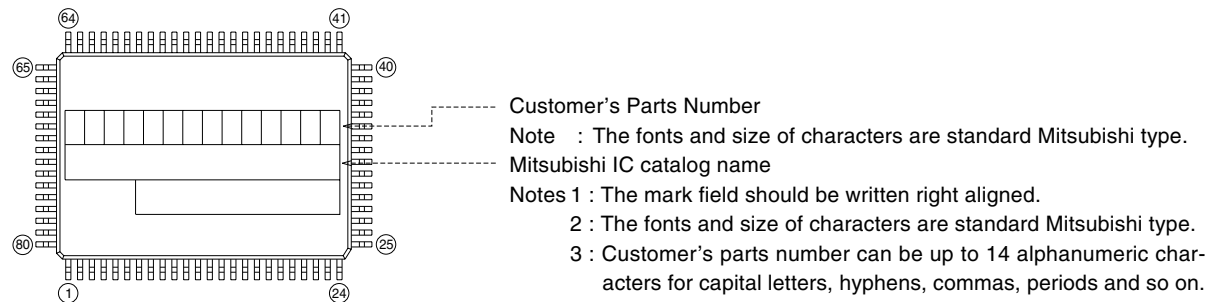 64 41
65 40
Customer's Parts Number
Note : The fonts and size of characters are standard Mitsubishi type.
Mitsubishi IC catalog name
Notes 1 : The mark field should be written right aligned.
2 : The fonts and size of characters are standard Mitsubishi type.
3 : Customer's parts number can be up to 14 alphanumeric char-
acters for capital letters, hyphens, commas, periods and so on.
80 25
1 24